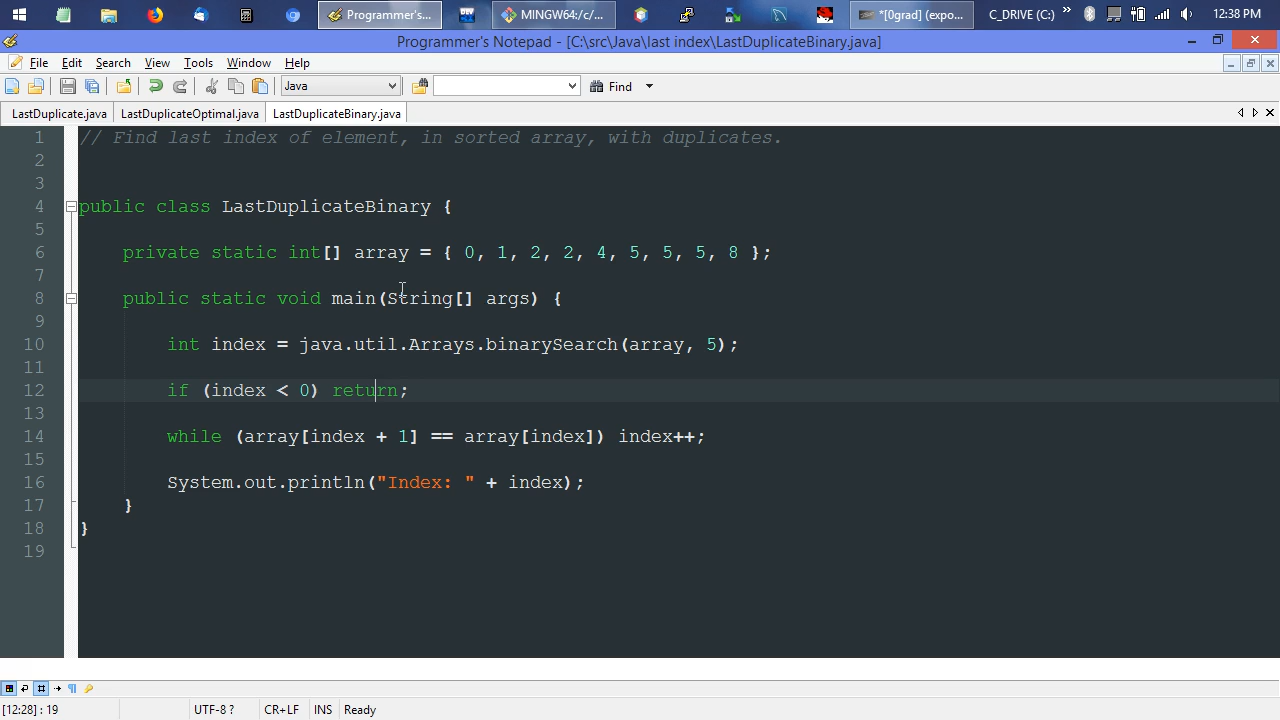 Programmer's...
MINGW64:/c/...
*[0grad] (expo...
C_DRIVE (C:)
12:38 PM
Programmer's Notepad - [C:\src\Java\last index\LastDuplicateBinary.java]
File Edit Search View Tools Window Help
Java
Find
LastDuplicate.java LastDuplicateOptimal.java LastDuplicateBinary.java
1 // Find last index of element, in sorted array, with duplicates.
2
3
4 public class LastDuplicateBinary {
5
6 private static int[] array = { 0, 1, 2, 2, 4, 5, 5, 5, 8 };
7
8 public static void main(String[] args) {
9
10 int index = java.util.Arrays.binarySearch(array, 5);
11
12 if (index < 0) return;
13
14 while (array[index + 1] == array[index]) index++;
15
16 System.out.println("Index: " + index);
17 }
18 }
19
[12:28] : 19 UTF-8 ? CR+LF INS Ready